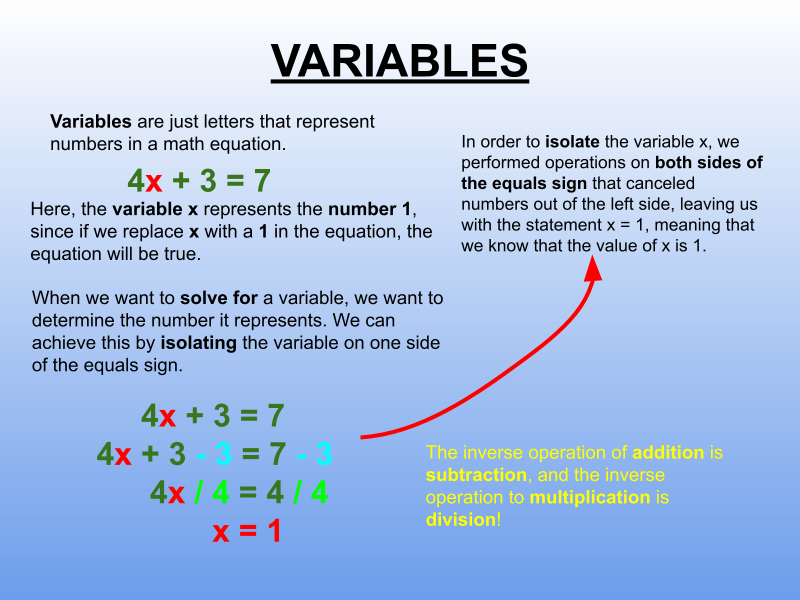 VARIABLES
Variables are just letters that represent
numbers in a math equation.
4x + 3 = 7
Here, the variable x represents the number 1,
since if we replace x with a 1 in the equation, the
equation will be true.
When we want to solve for a variable, we want to
determine the number it represents. We can
achieve this by isolating the variable on one side
of the equals sign.
4x + 3 = 7
4x + 3 - 3 = 7 - 3
4x / 4 = 4 / 4
x = 1
In order to isolate the variable x, we
performed operations on both sides of
the equals sign that canceled
numbers out of the left side, leaving us
with the statement x = 1, meaning that
we know that the value of x is 1.
The inverse operation of addition is
subtraction, and the inverse
operation to multiplication is
division!